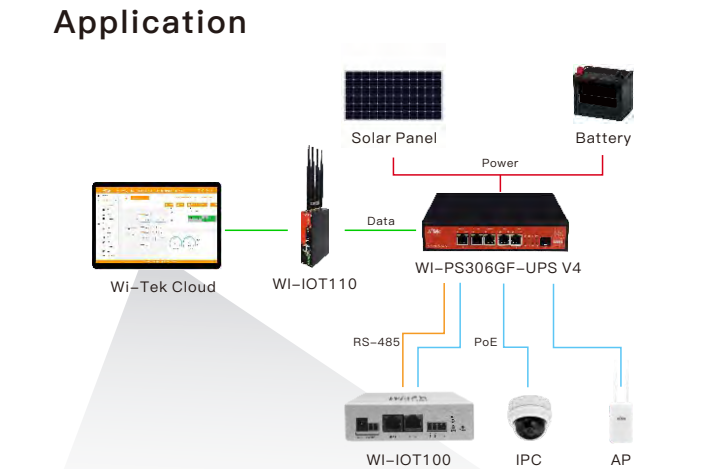 Application
Solar Panel
Battery
Power
Data
Wi-Tek Cloud
WI-IOT110
WI-PS306GF-UPS V4
RS-485
PoE
WI-IOT100
IPC
AP